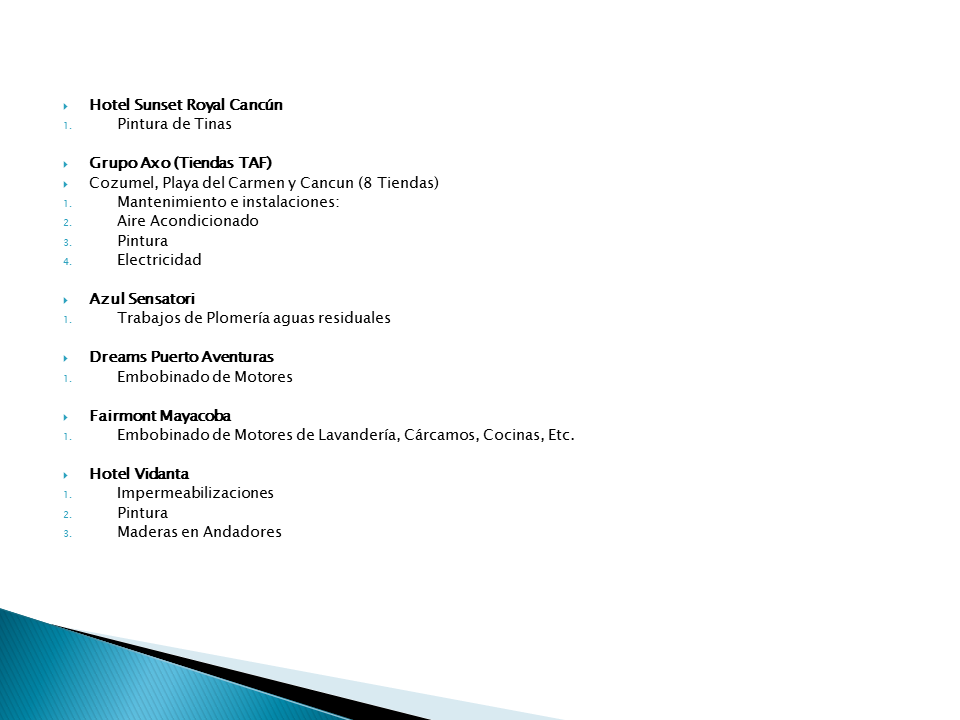 Hotel Sunset Royal Cancún
1. Pintura de Tinas
Grupo Axo (Tiendas TAF)
Cozumel, Playa del Carmen y Cancun (8 Tiendas)
1. Mantenimiento e instalaciones:
2. Aire Acondicionado
3. Pintura
4. Electricidad
Azul Sensatori
1. Trabajos de Plomería aguas residuales
Dreams Puerto Aventuras
1. Embobinado de Motores
Fairmont Mayacoba
1. Embobinado de Motores de Lavandería, Cárcamos, Cocinas, Etc.
Hotel Vidanta
1. Impermeabilizaciones
2. Pintura
3. Maderas en Andadores